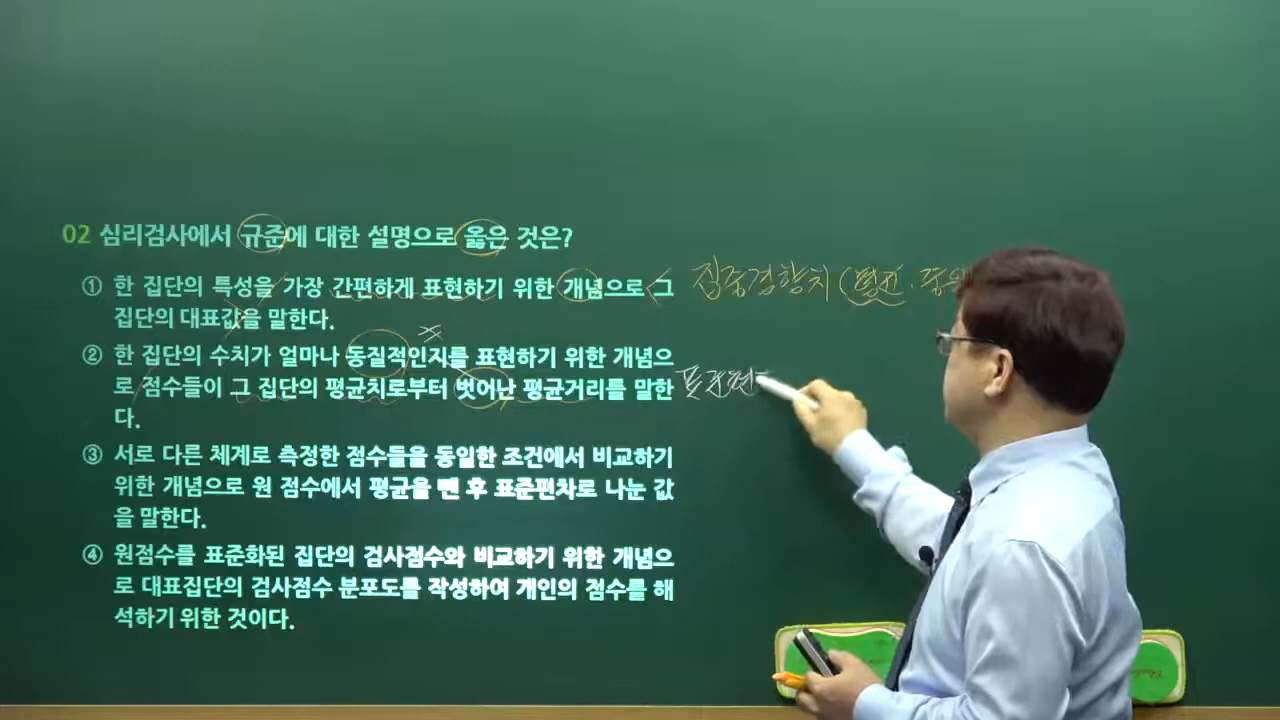 02 심리검사에서 규준에 대한 설명으로 옳은 것은?
① 한 집단의 특성을 가장 간편하게 표현하기 위한 개념으로 그
집단의 대표값을 말한다.
집중경향치 (평균.
② 한 집단의 수치가 얼마나 동질적인지를 표현하기 위한 개념으
로 점수들이 그 집단의 평균치로부터 벗어난 평균거리를 말한
다.
표준편
③ 서로 다른 체계로 측정한 점수들을 동일한 조건에서 비교하기
위한 개념으로 원 점수에서 평균을 뺀 후 표준편차로 나눈 값
을 말한다.
④ 원점수를 표준화된 집단의 검사점수와 비교하기 위한 개념으
로 대표집단의 검사점수 분포도를 작성하여 개인의 점수를 해
석하기 위한 것이다.